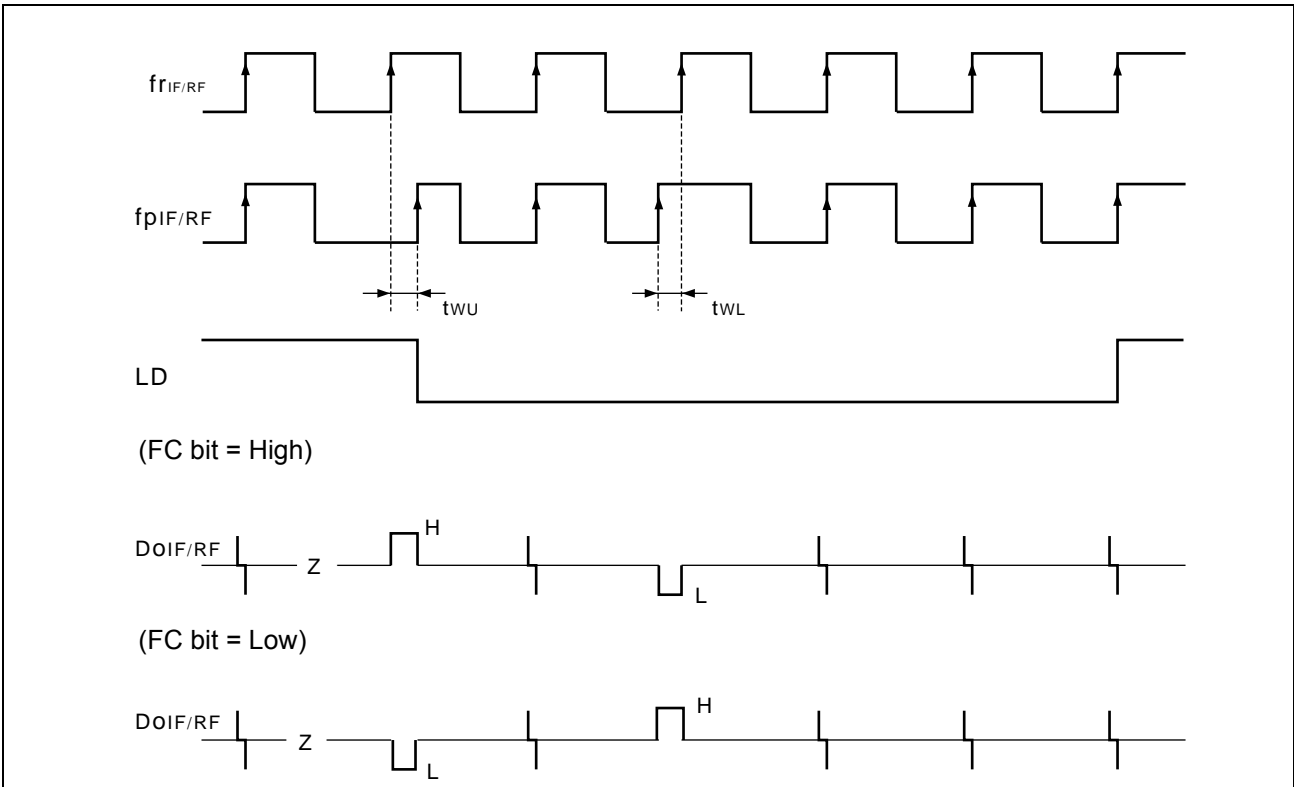 frIF/RF
fpIF/RF
tWU
tWL
LD
(FC bit = High)
DoIF/RF
Z
H
L
(FC bit = Low)
DoIF/RF
Z
L
H